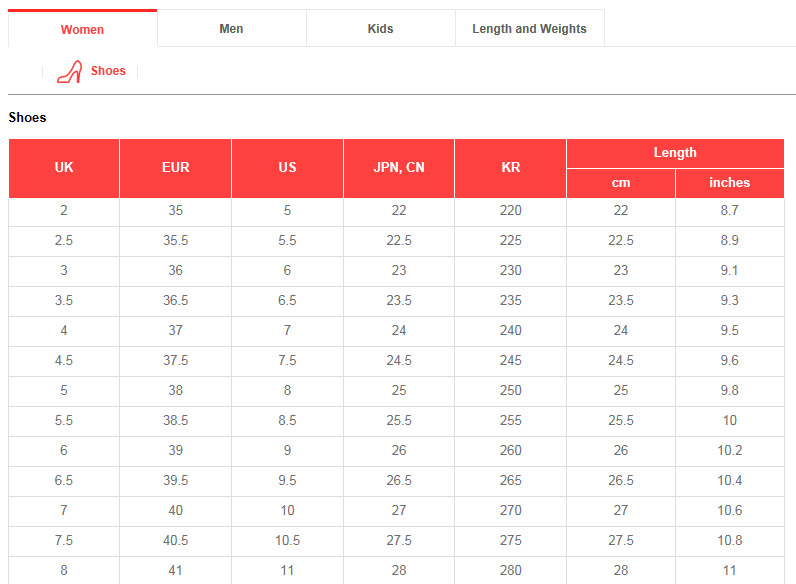 Women Men Kids Length and Weights
Shoes
Shoes
UK EUR US JPN, CN KR Length
cm inches
2 35 5 22 220 22 8.7
2.5 35.5 5.5 22.5 225 22.5 8.9
3 36 6 23 230 23 9.1
3.5 36.5 6.5 23.5 235 23.5 9.3
4 37 7 24 240 24 9.5
4.5 37.5 7.5 24.5 245 24.5 9.6
5 38 8 25 250 25 9.8
5.5 38.5 8.5 25.5 255 25.5 10
6 39 9 26 260 26 10.2
6.5 39.5 9.5 26.5 265 26.5 10.4
7 40 10 27 270 27 10.6
7.5 40.5 10.5 27.5 275 27.5 10.8
8 41 11 28 280 28 11